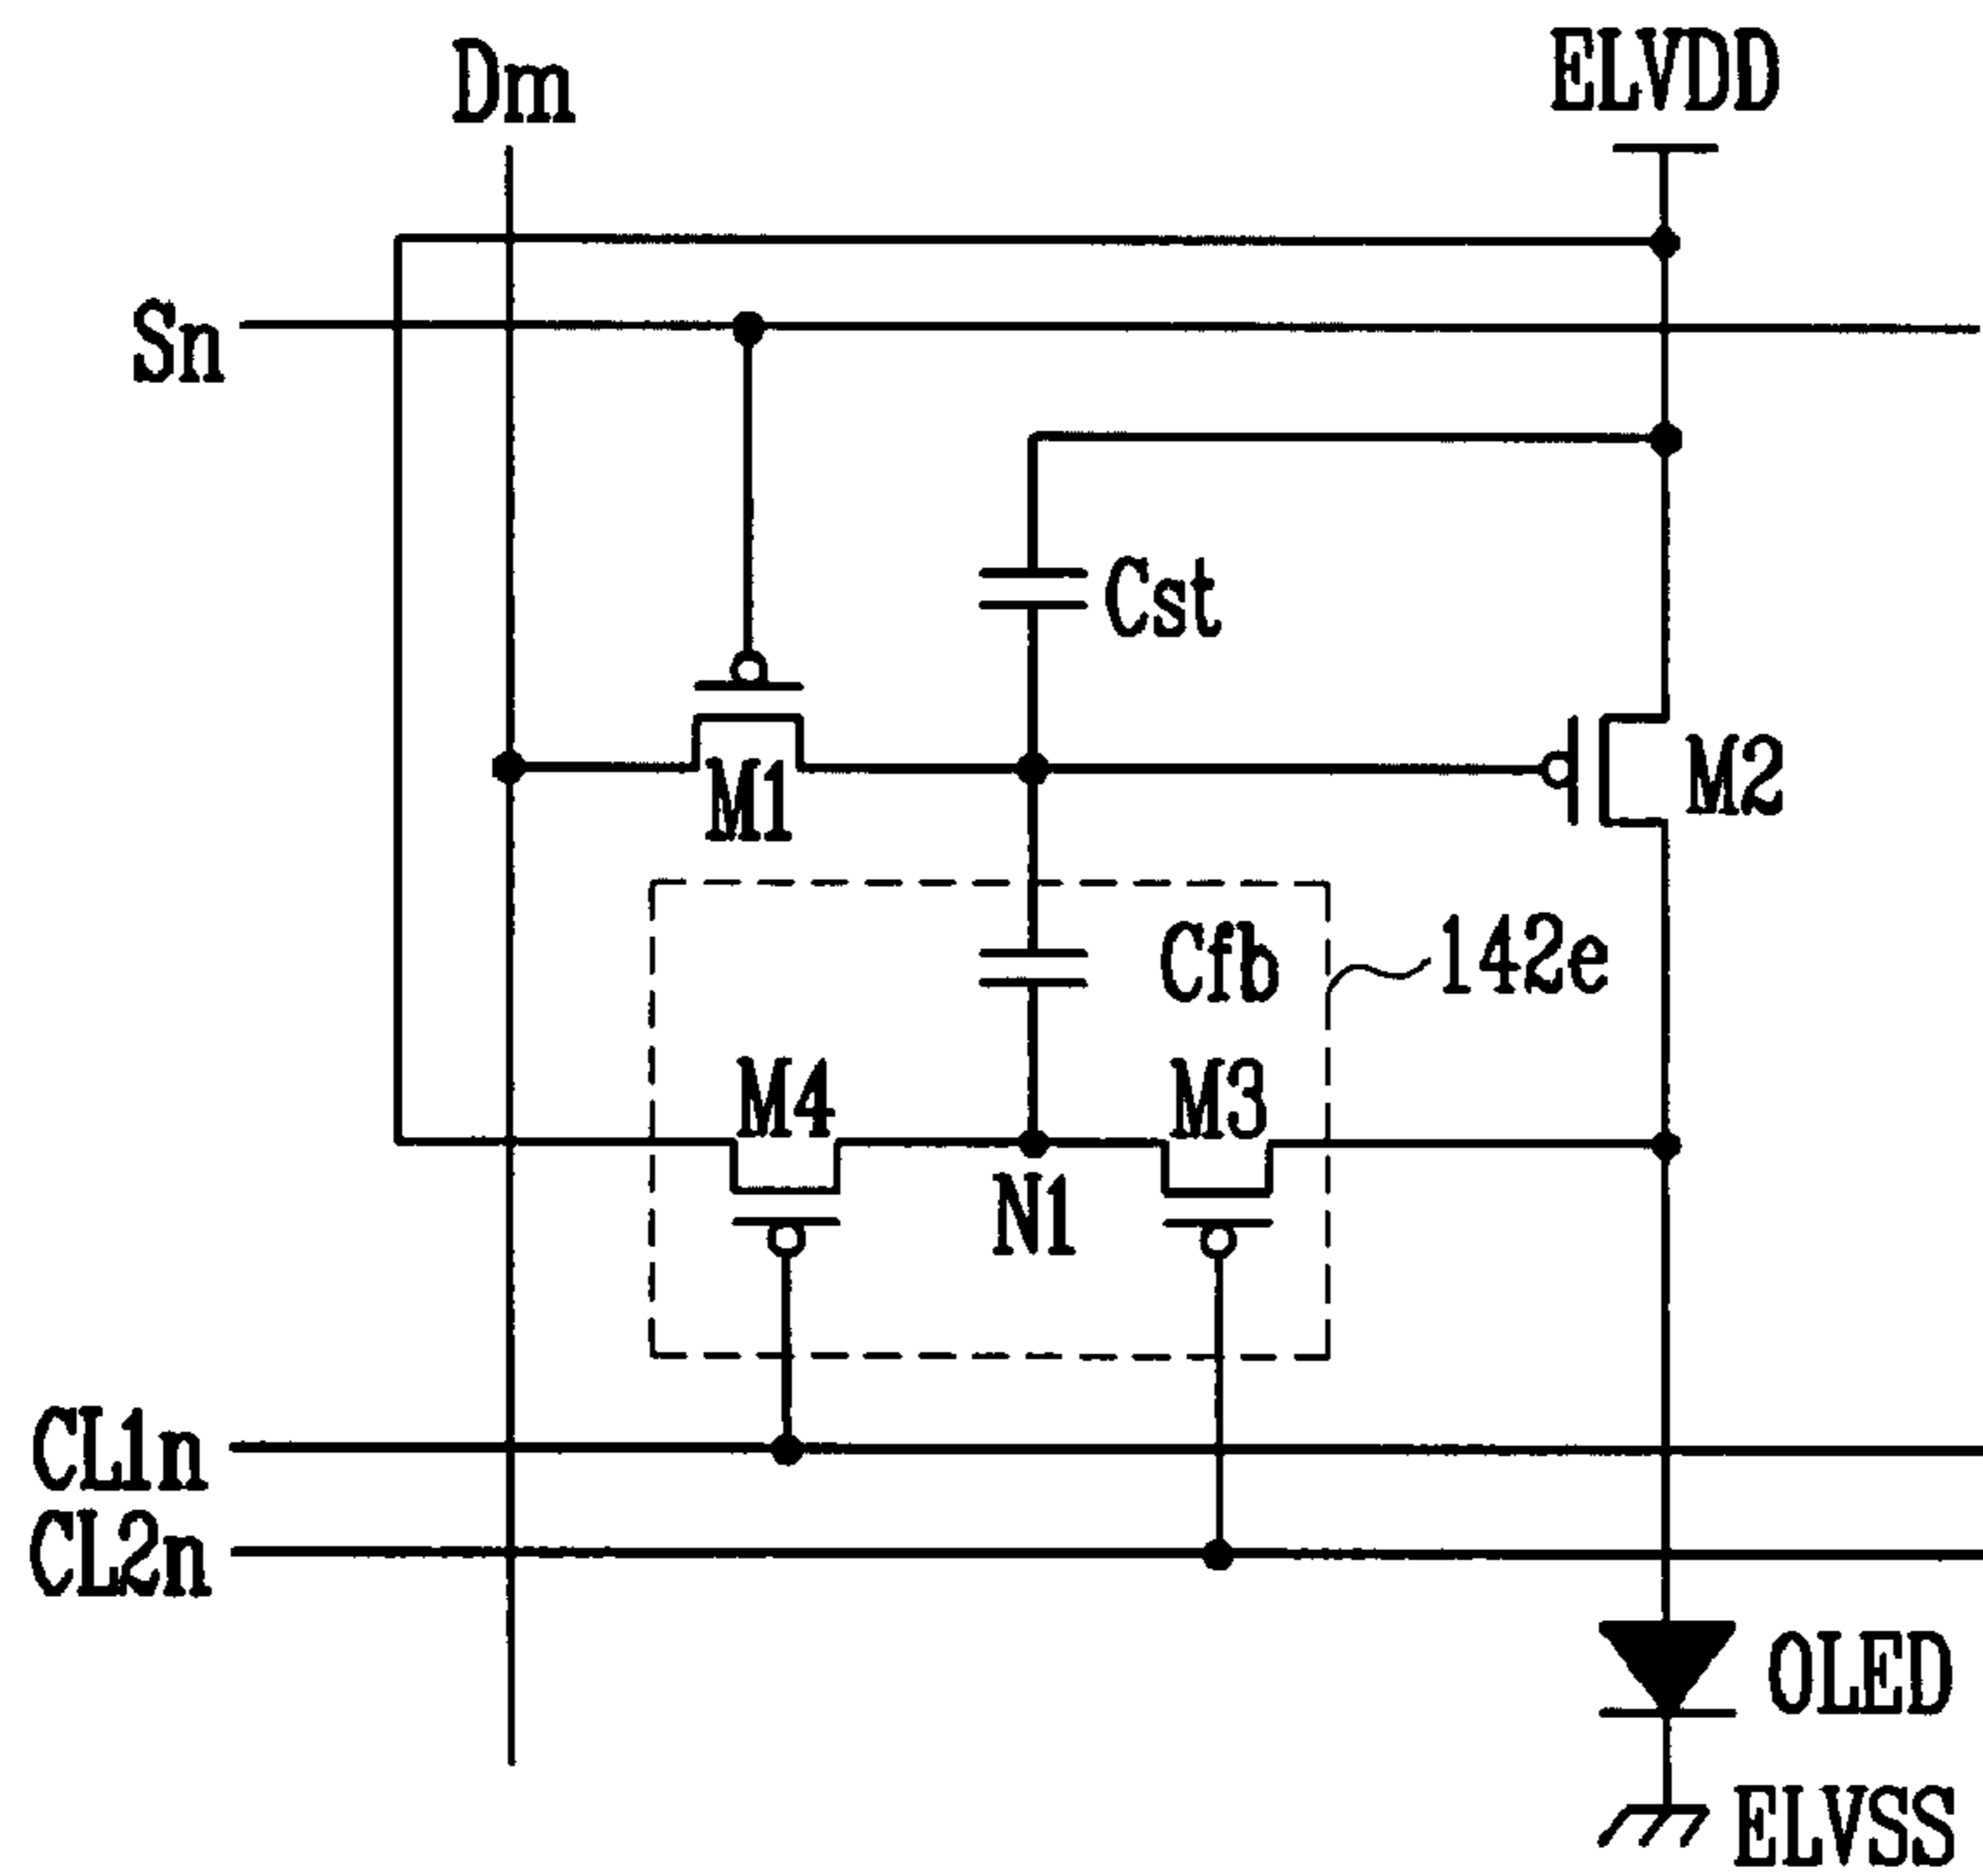 Dm
ELVDD
Sn
Cst
M1
M2
Cfb
142e
M4
M3
N1
CL1n
CL2n
OLED
ELVSS